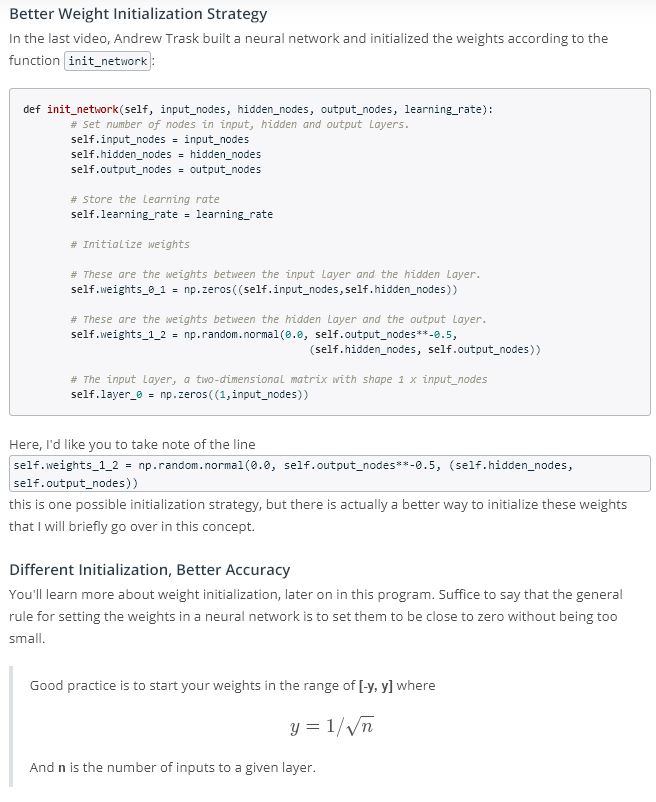 Better Weight Initialization Strategy
In the last video, Andrew Trask built a neural network and initialized the weights according to the
function init_network:
def init_network(self, input_nodes, hidden_nodes, output_nodes, learning_rate):
# Set number of nodes in input, hidden and output layers.
self.input_nodes = input_nodes
self.hidden_nodes = hidden_nodes
self.output_nodes = output_nodes
# Store the learning rate
self.learning_rate = learning_rate
# Initialize weights
# These are the weights between the input layer and the hidden layer.
self.weights_0_1 = np.zeros((self.input_nodes,self.hidden_nodes))
# These are the weights between the hidden layer and the output layer.
self.weights_1_2 = np.random.normal(0.0, self.output_nodes**-0.5,
(self.hidden_nodes, self.output_nodes))
# The input layer, a two-dimensional matrix with shape 1 x input_nodes
self.layer_0 = np.zeros((1,input_nodes))
Here, I'd like you to take note of the line
self.weights_1_2 = np.random.normal(0.0, self.output_nodes**-0.5, (self.hidden_nodes,
self.output_nodes))
this is one possible initialization strategy, but there is actually a better way to initialize these weights
that I will briefly go over in this concept.
Different Initialization, Better Accuracy
You'll learn more about weight initialization, later on in this program. Suffice to say that the general
rule for setting the weights in a neural network is to set them to be close to zero without being too
small.
Good practice is to start your weights in the range of [-y, y] where
y = 1/√n
And n is the number of inputs to a given layer.